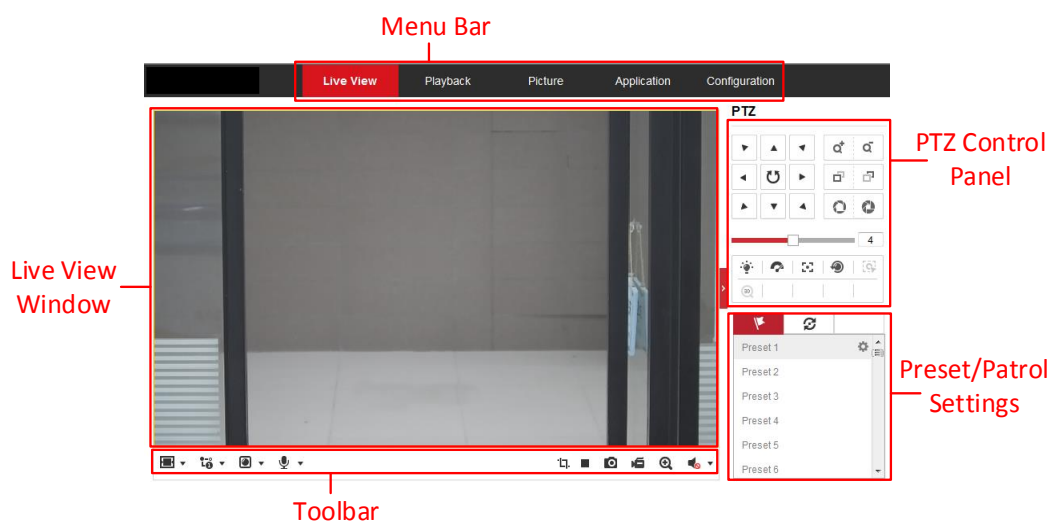 Menu Bar
Live View
Playback
Picture
Application
Configuration
PTZ
PTZ Control
Panel
4
Live View
Window
3D
Preset 1
Preset 2
Preset 3
Preset 4
Preset 5
Preset 6
Preset/Patrol
Settings
Toolbar